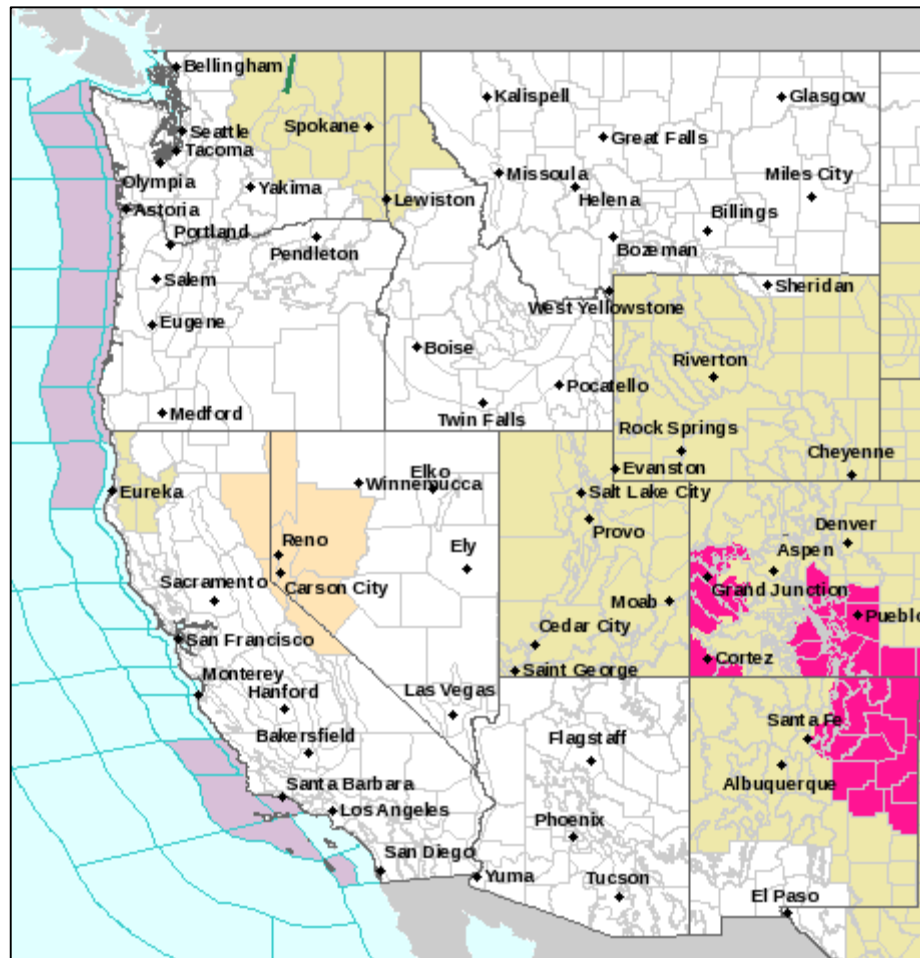 Bellingham
Kalispell
Glasgow
Seattle
Spokane
Great Falls
Tacoma
Olympia
Yakima
Missoula
Helena
Miles City
Lewiston
Astoria
Billings
Portland
Pendleton
Bozeman
Salem
Sheridan
West Yellowstone
Eugene
Boise
Riverton
Pocatello
Medford
Twin Falls
Rock Springs
Cheyenne
Elko
Evanston
Winnemucca
Eureka
Salt Lake City
Provo
Denver
Reno
Ely
Aspen
Sacramento
Carson City
Grand Junction
Moab
Pueblo
Cedar City
San Francisco
Cortez
Saint George
Monterey
Hanford
Las Vegas
Santa Fe
Bakersfield
Flagstaff
Albuquerque
Santa Barbara
Los Angeles
Phoenix
San Diego
Yuma
Tucson
El Paso